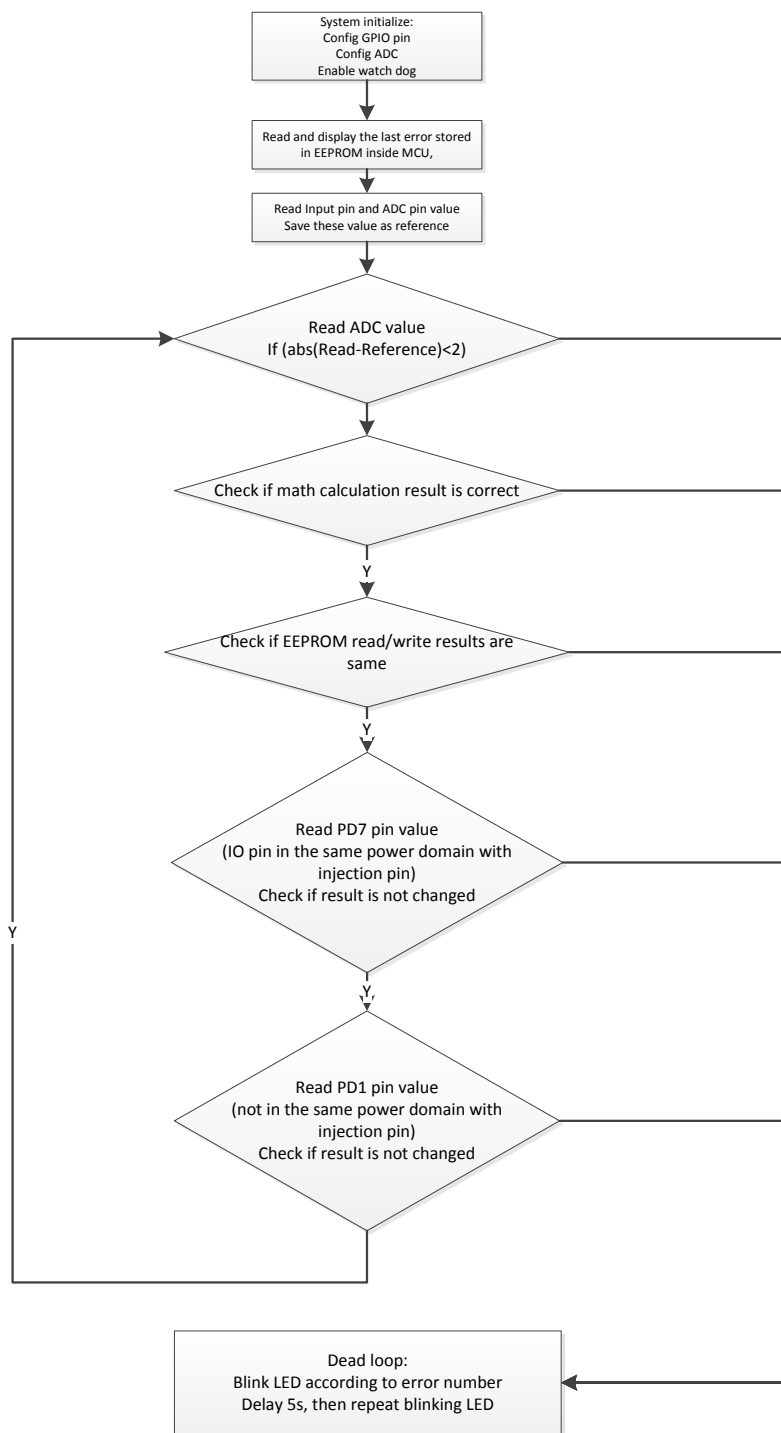 System initialize:
Config GPIO pin
Config ADC
Enable watch dog
Read and display the last error stored
in EEPROM inside MCU,
Read Input pin and ADC pin value
Save these value as reference
Read ADC value
If (abs(Read-Reference)<2)
Check if math calculation result is correct
Y
Check if EEPROM read/write results are
same
Y
Read PD7 pin value
(IO pin in the same power domain with
injection pin)
Check if result is not changed
Y
Y
Read PD1 pin value
(not in the same power domain with
injection pin)
Check if result is not changed
Dead loop:
Blink LED according to error number
Delay 5s, then repeat blinking LED